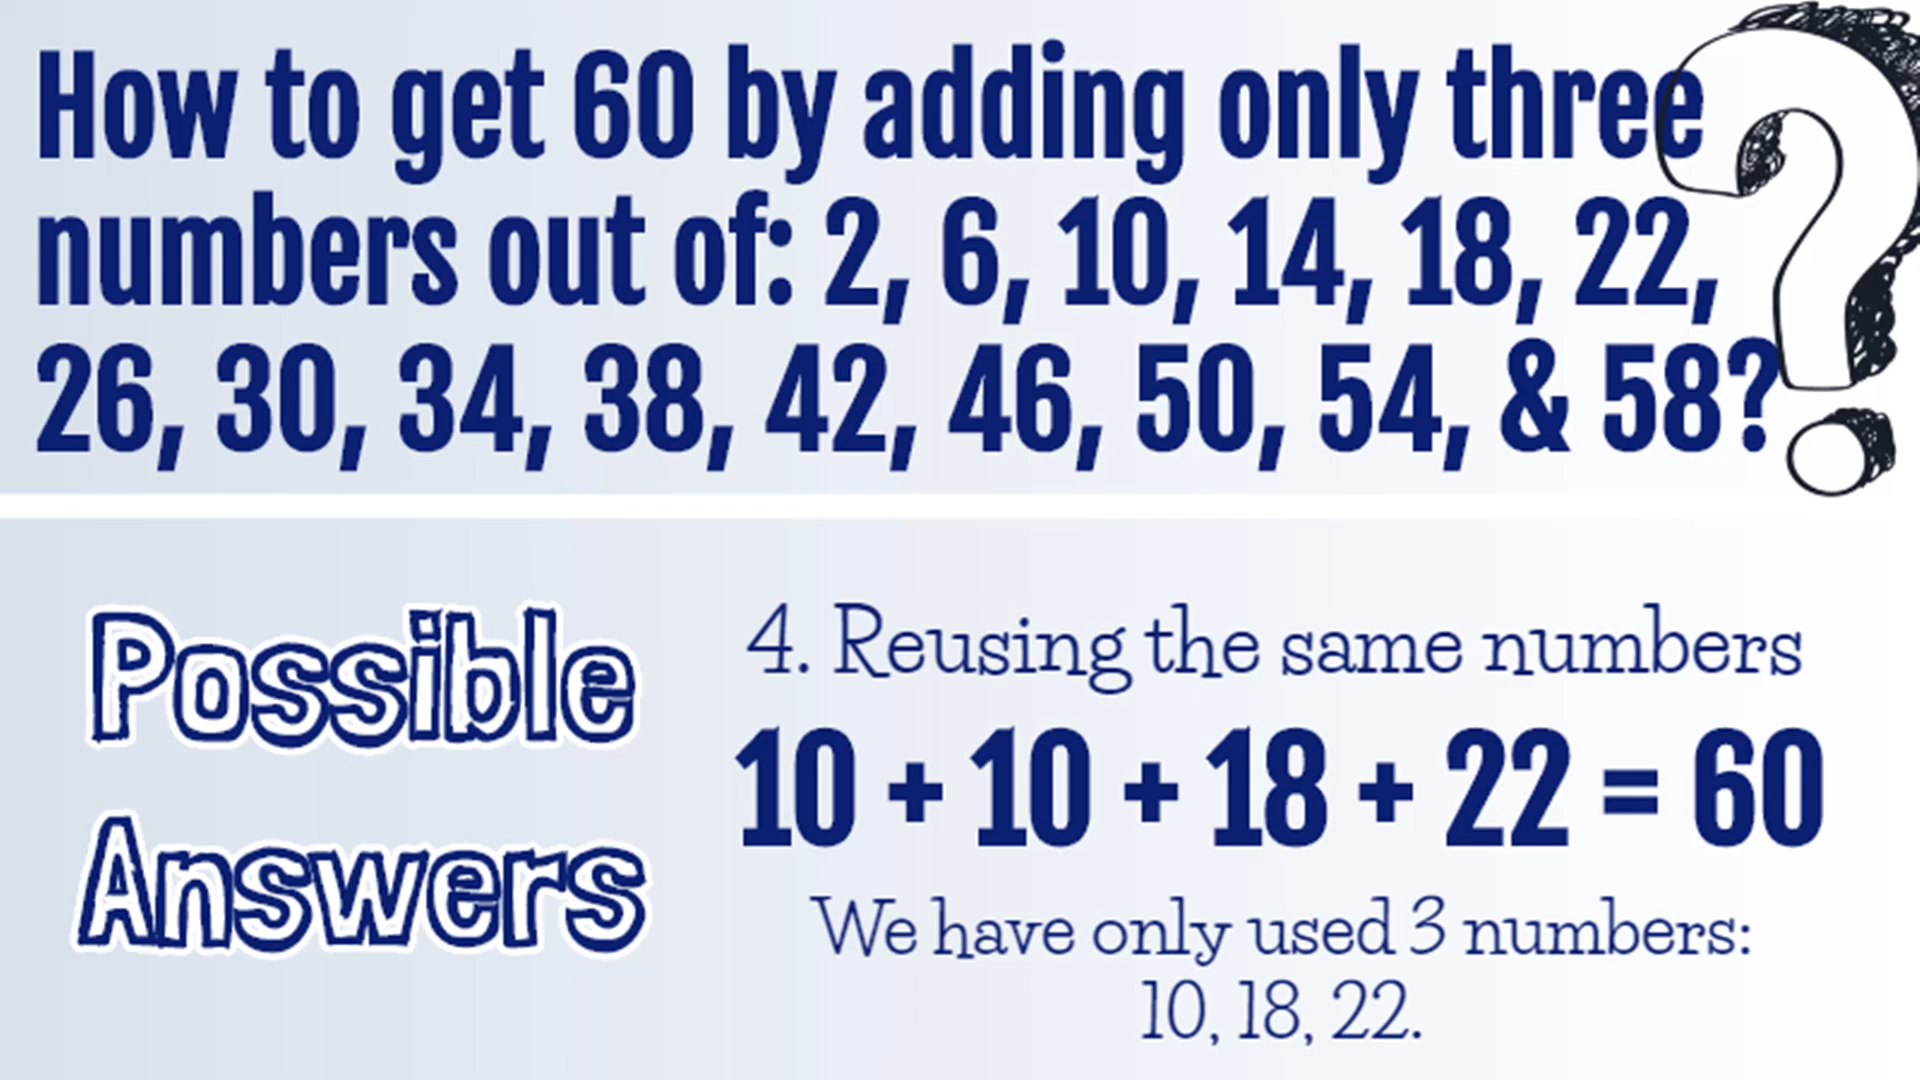 How to get 60 by adding only three
numbers out of: 2, 6, 10, 14, 18, 22,
26, 30, 34, 38, 42, 46, 50, 54, & 58?
Possible
Answers
4. Reusing the same numbers
10 + 10 + 18 + 22 = 60
We have only used 3 numbers:
10, 18, 22.